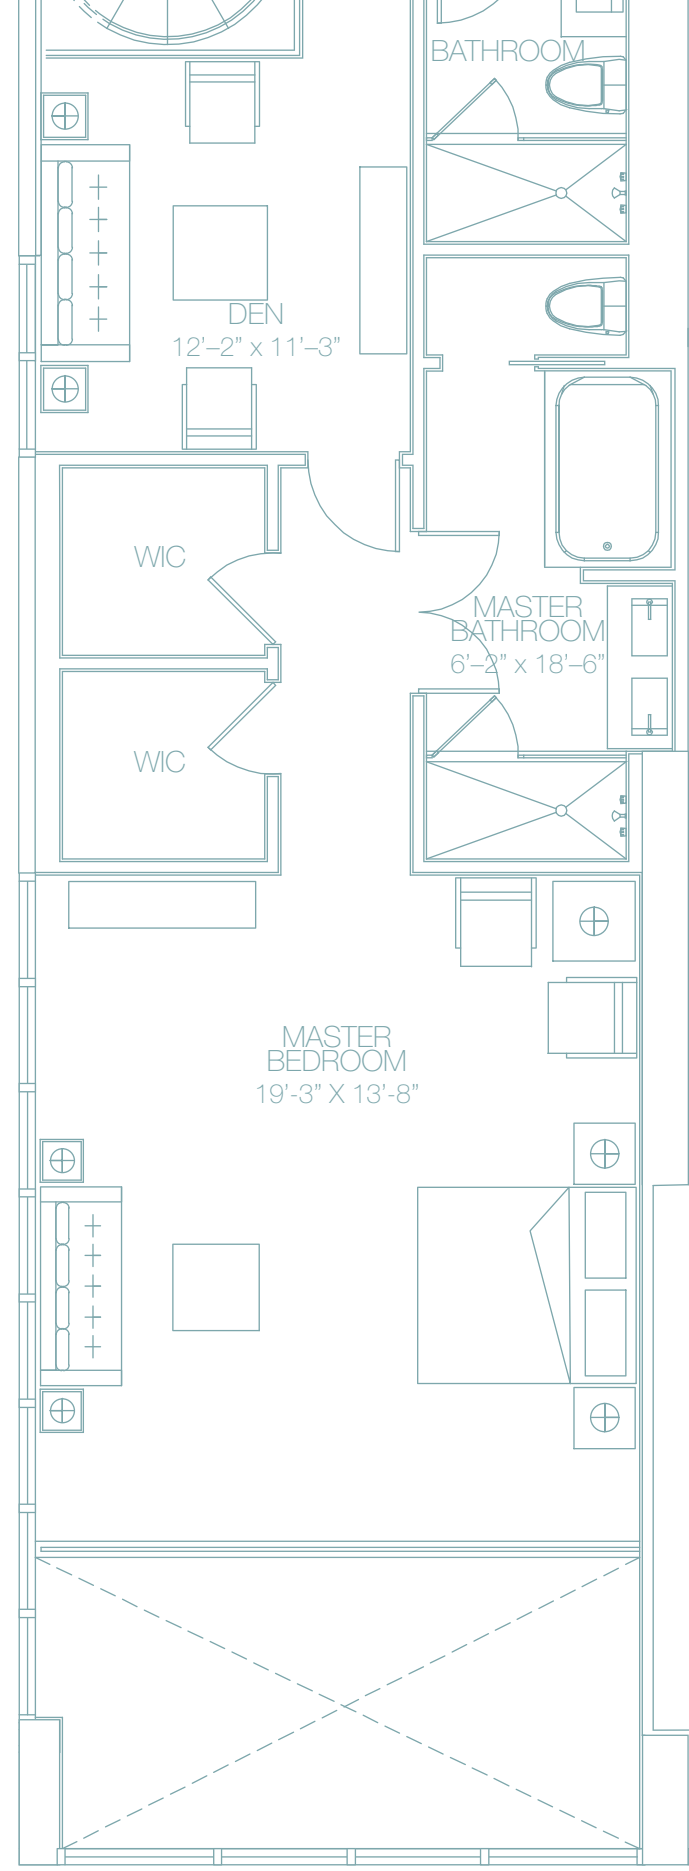 BATHROOM
DEN
12’–2” x 11’–3”
WIC
MASTER
BATHROOM
6’–2” x 18’–6”
WIC
MASTER
BEDROOM
19’-3” X 13’-8”